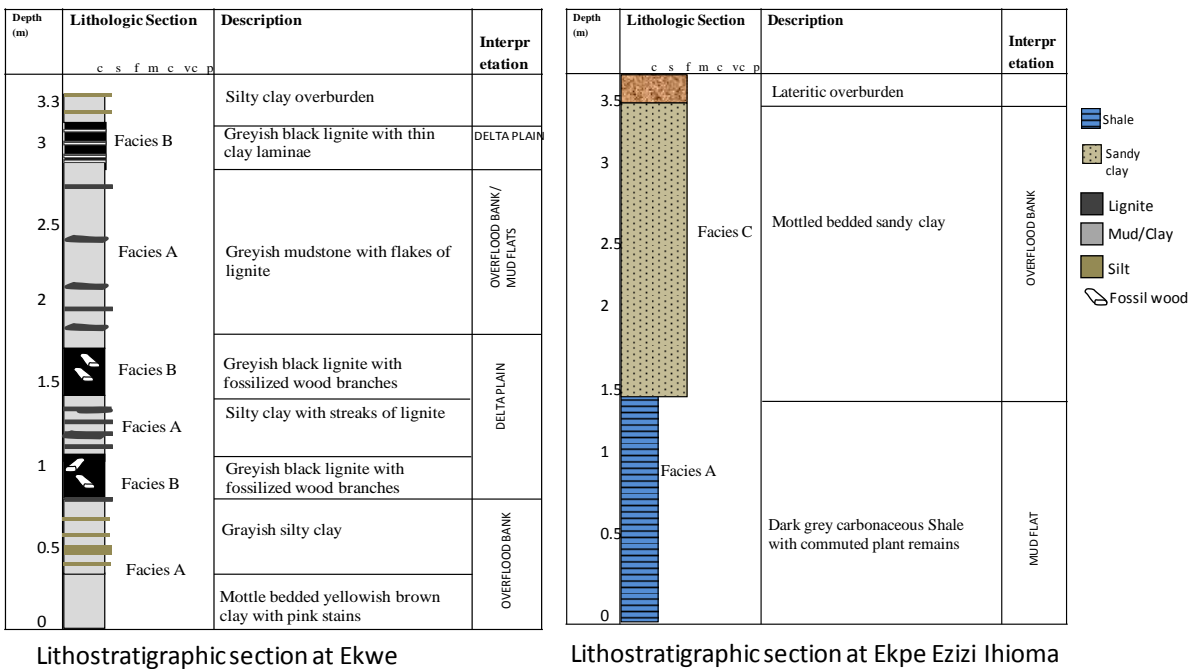 Depth
(m)
Lithologic Section
c s f m c vc p
Description
Interpr
etation
3.3
3
2.5
2
1.5
1
0.5
0
Facies B
Facies A
Facies B
Facies A
Facies B
Facies A
Silty clay overburden
Greyish black lignite with thin
clay laminae
Greyish mudstone with flakes of
lignite
Greyish black lignite with
fossilized wood branches
Silty clay with streaks of lignite
Greyish black lignite with
fossilized wood branches
Grayish silty clay
Mottle bedded yellowish brown
clay with pink stains
DELTA PLAIN
OVERFLOOD BANK/
MUD FLATS
DELTA PLAIN
OVERFLOOD BANK
Lithostratigraphic section at Ekwe
Depth
(m)
Lithologic Section
c s f m c vc p
Description
Interpr
etation
3.5
3
2.5
2
1.5
1
0.5
0
Facies C
Facies A
Lateritic overburden
Mottled bedded sandy clay
Dark grey carbonaceous Shale
with commuted plant remains
OVERFLOOD BANK
MUD FLAT
Lithostratigraphic section at Ekpe Ezizi Ihioma
Shale
Sandy
clay
Lignite
Mud/Clay
Silt
Fossil wood